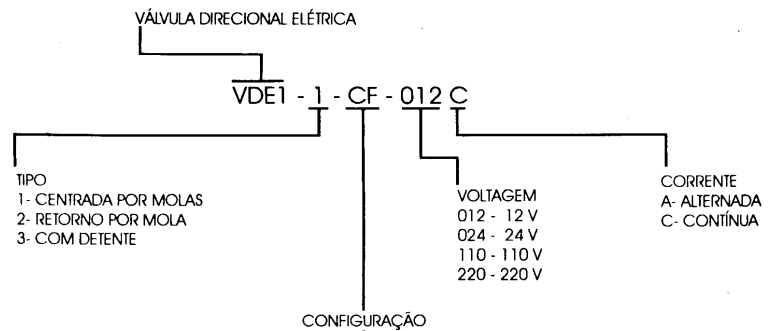 VÁLVULA DIRECIONAL ELÉTRICA
VDE1 - 1 - CF - 012 C
TIPO
1- CENTRADA POR MOLAS
2- RETORNO POR MOLA
3- COM DETENTE
VOLTAGEM
012 - 12 V
024 - 24 V
110 - 110 V
220 - 220 V
CORRENTE
A- ALTERNADA
C- CONTÍNUA
CONFIGURAÇÃO